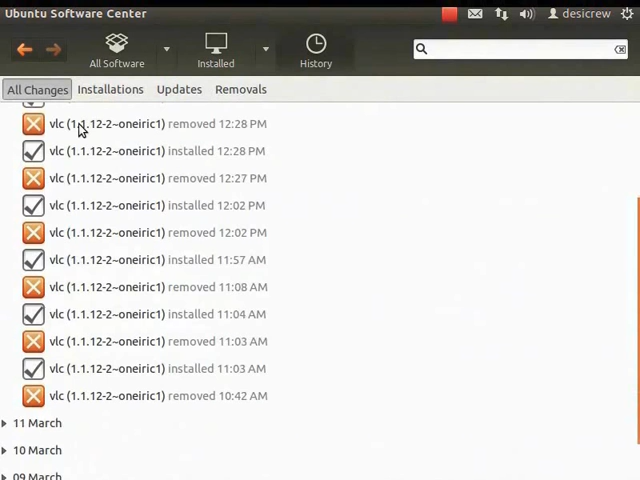 Ubuntu Software Center
desicrew
All Software
Installed
History
All Changes
Installations
Updates
Removals
vlc (1.1.12-2~oneiric1) removed 12:28 PM
vlc (1.1.12-2~oneiric1) installed 12:28 PM
vlc (1.1.12-2~oneiric1) removed 12:27 PM
vlc (1.1.12-2~oneiric1) installed 12:02 PM
vlc (1.1.12-2~oneiric1) removed 12:02 PM
vlc (1.1.12-2~oneiric1) installed 11:57 AM
vlc (1.1.12-2~oneiric1) removed 11:08 AM
vlc (1.1.12-2~oneiric1) installed 11:04 AM
vlc (1.1.12-2~oneiric1) removed 11:03 AM
vlc (1.1.12-2~oneiric1) installed 11:03 AM
vlc (1.1.12-2~oneiric1) removed 10:42 AM
11 March
10 March
09 March